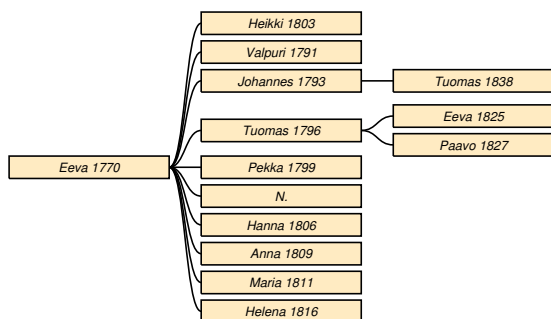 Heikki 1803
Valpuri 1791
Johannes 1793
Tuomas 1838
Eeva 1825
Tuomas 1796
Paavo 1827
Eeva 1770
Pekka 1799
N.
Hanna 1806
Anna 1809
Maria 1811
Helena 1816